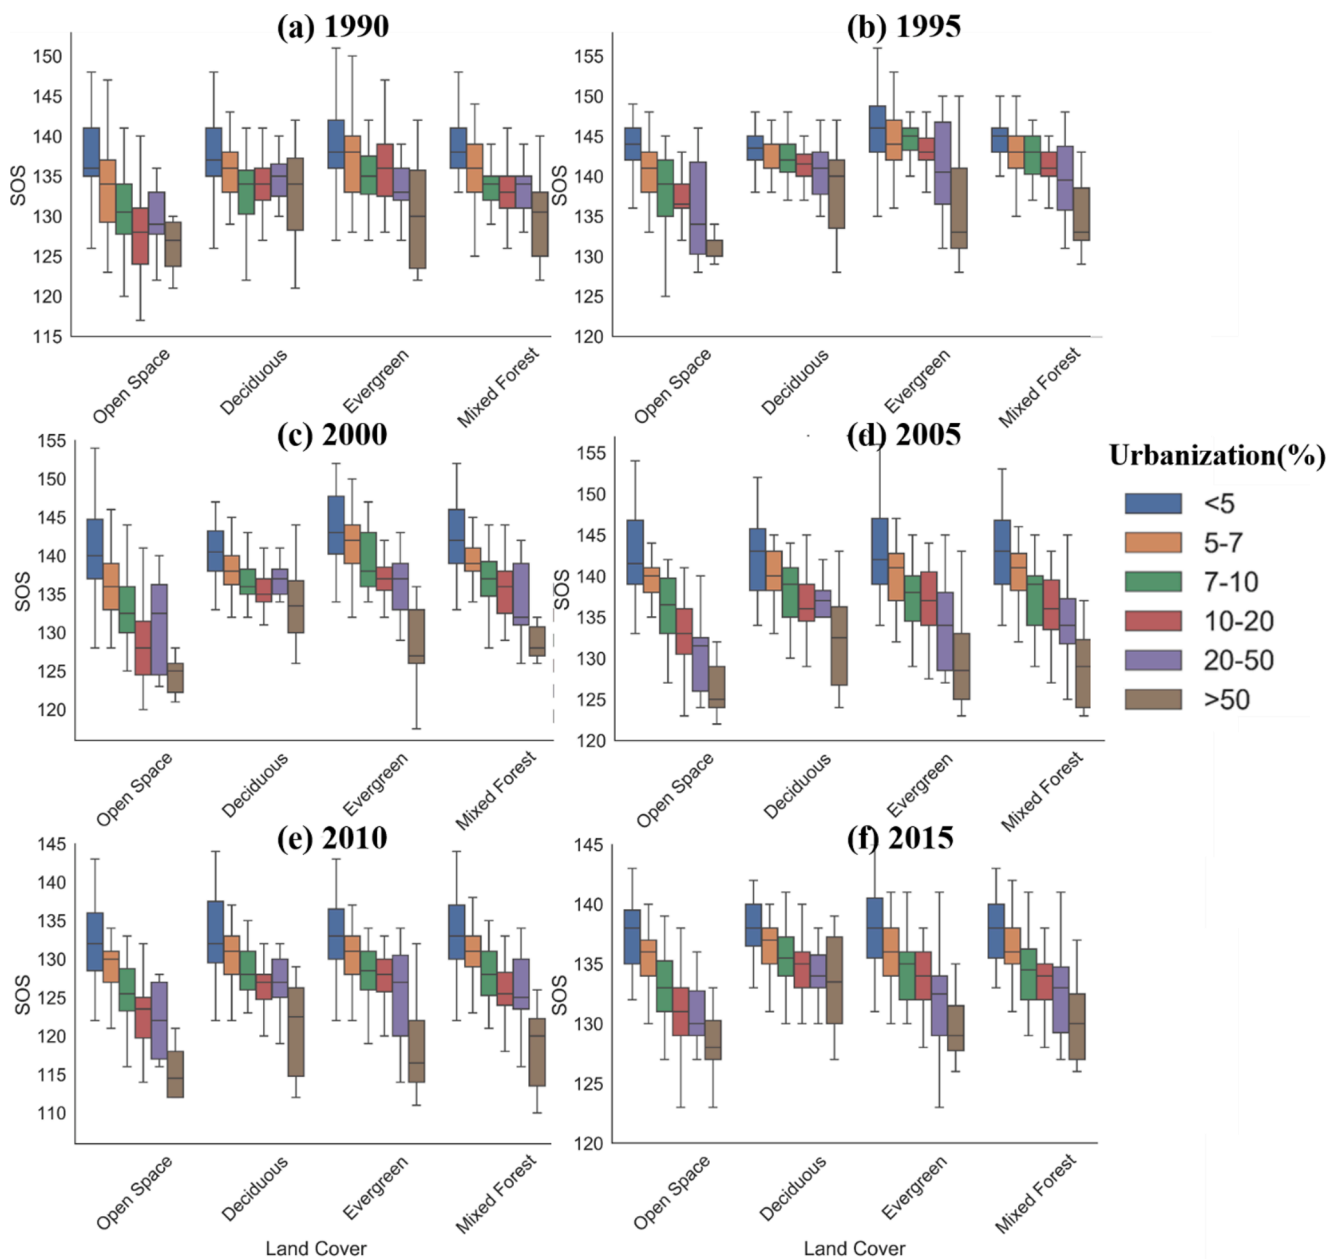 (a) 1990
150
145
140
135
130
125
120
115
SOS
Open Space
Deciduous
Evergreen
Mixed Forest
(b) 1995
155
150
145
140
135
130
125
120
SOS
Open Space
Deciduous
Evergreen
Mixed Forest
(c) 2000
155
150
145
140
135
130
125
120
SOS
Open Space
Deciduous
Evergreen
Mixed Forest
(d) 2005
155
150
145
140
135
130
125
120
SOS
Open Space
Deciduous
Evergreen
Mixed Forest
Urbanization(%)
<5
5-7
7-10
10-20
20-50
>50
(e) 2010
145
140
135
130
125
120
115
110
SOS
Open Space
Deciduous
Evergreen
Mixed Forest
Land Cover
(f) 2015
145
140
135
130
125
120
SOS
Open Space
Deciduous
Evergreen
Mixed Forest
Land Cover